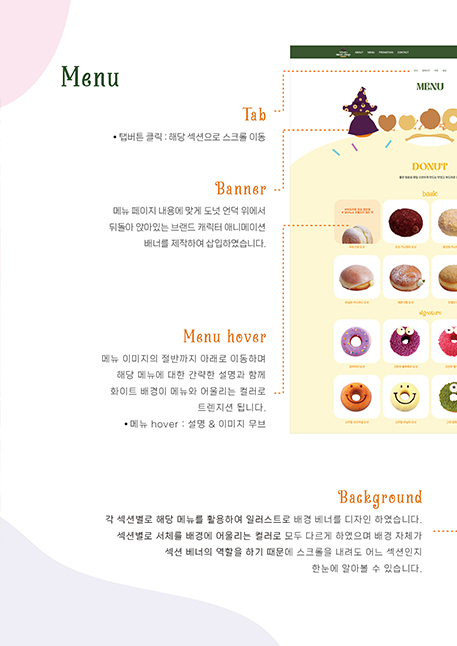 ABOUT MENU PROMOTION CONTACT
Menu
MENU
Tab
• 탭버튼 클릭 : 해당 섹션으로 스크롤 이동
DONUT
Banner
basic
메뉴 페이지 내용에 맞게 도넛 언덕 위에서
뒤돌아 앉아있는 브랜드 캐릭터 애니메이션
배너를 제작하여 삽입하였습니다.
Menu hover
메뉴 이미지의 절반까지 아래로 이동하며
해당 메뉴에 대한 간략한 설명과 함께
화이트 배경이 메뉴와 어울리는 컬러로
트렌지션 됩니다.
• 메뉴 hover : 설명 & 이미지 무브
Background
각 섹션별로 해당 메뉴를 활용하여 일러스트로 배경 베너를 디자인 하였습니다.
섹션별로 서체를 배경에 어울리는 컬러로 모두 다르게 하였으며 배경 자체가
섹션 베너의 역할을 하기 때문에 스크롤을 내려도 어느 섹션인지
한눈에 알아볼 수 있습니다.